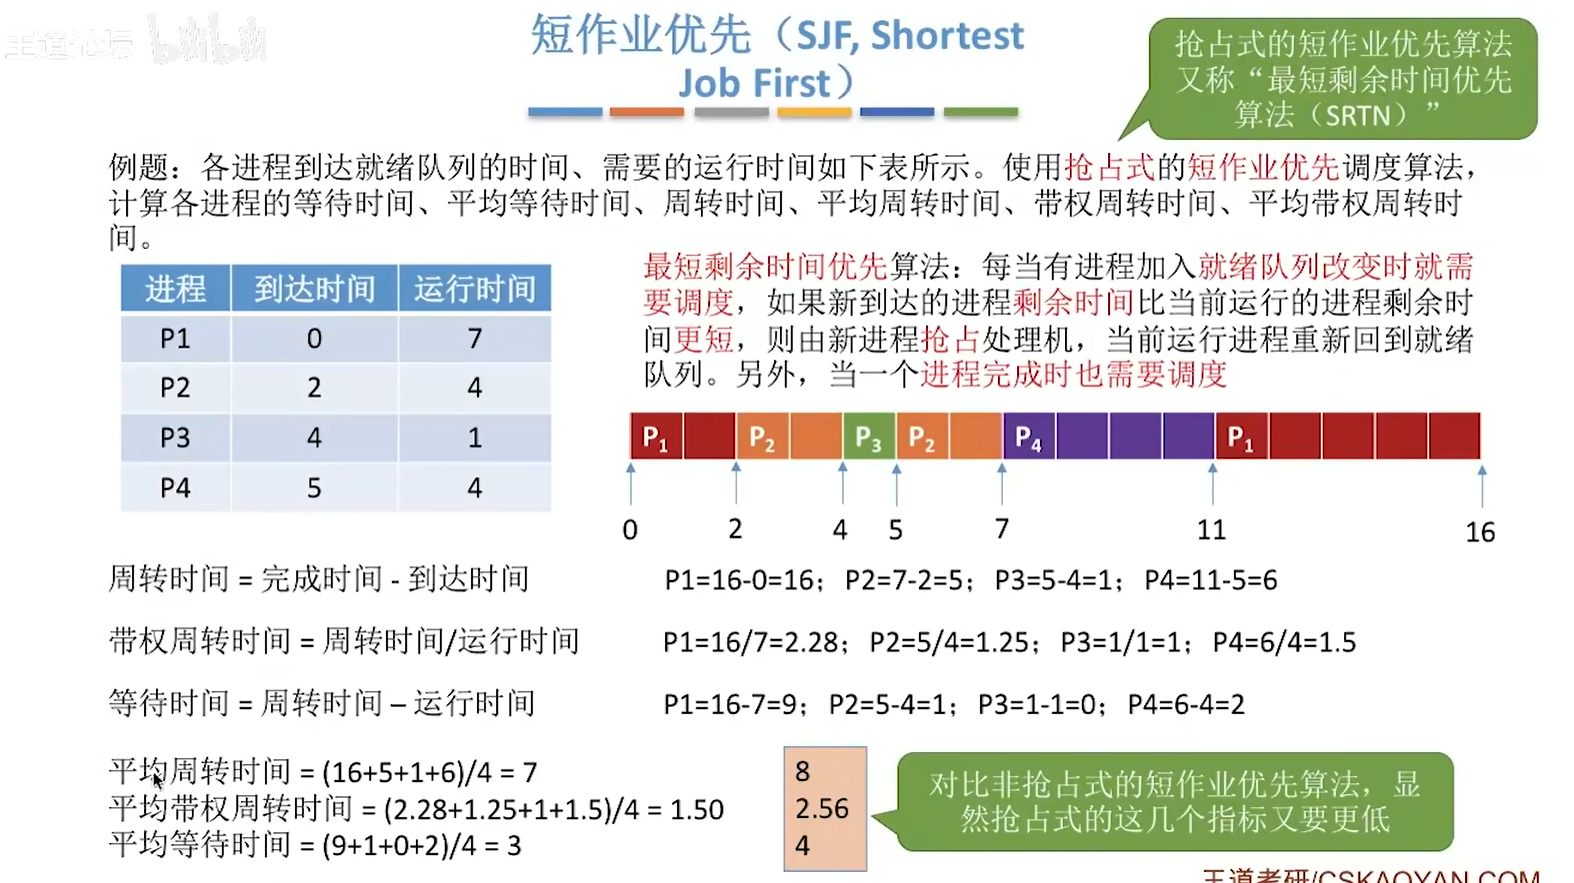 王道论坛 bilibili
短作业优先（SJF, Shortest
Job First）
抢占式的短作业优先算法
又称“最短剩余时间优先
算法（SRTN）”
例题：各进程到达就绪队列的时间、需要的运行时间如下表所示。使用抢占式的短作业优先调度算法，
计算各进程的等待时间、平均等待时间、周转时间、平均周转时间、带权周转时间、平均带权周转时
间。
进程 到达时间 运行时间
P1 0 7
P2 2 4
P3 4 1
P4 5 4
最短剩余时间优先算法：每当有进程加入就绪队列改变时就需
要调度，如果新到达的进程剩余时间比当前运行的进程剩余时
间更短，则由新进程抢占处理机，当前运行进程重新回到就绪
队列。另外，当一个进程完成时也需要调度
P1 P2 P3 P2 P4 P1
0 2 4 5 7 11 16
周转时间 = 完成时间 - 到达时间 P1=16-0=16；P2=7-2=5；P3=5-4=1；P4=11-5=6
带权周转时间 = 周转时间/运行时间 P1=16/7=2.28；P2=5/4=1.25；P3=1/1=1；P4=6/4=1.5
等待时间 = 周转时间 – 运行时间 P1=16-7=9；P2=5-4=1；P3=1-1=0；P4=6-4=2
平均周转时间 = (16+5+1+6)/4 = 7
平均带权周转时间 = (2.28+1.25+1+1.5)/4 = 1.50
平均等待时间 = (9+1+0+2)/4 = 3
8
2.56
4
对比非抢占式的短作业优先算法，显
然抢占式的这几个指标又要更低
王道考研/CSKAOYAN.COM